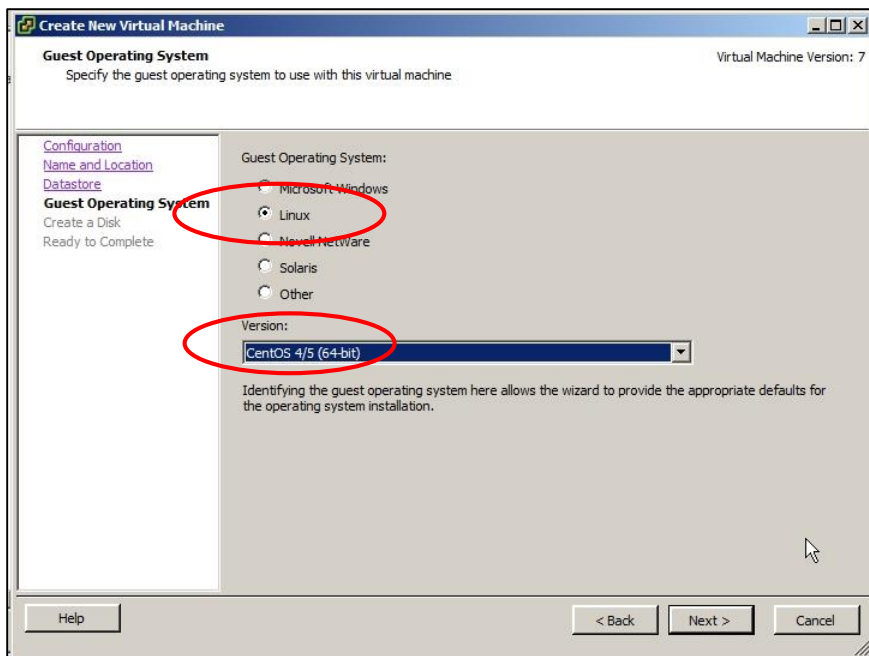 Create New Virtual Machine
Guest Operating System
Virtual Machine Version: 7
Specify the guest operating system to use with this virtual machine
Configuration
Name and Location
Datastore
Guest Operating System
Create a Disk
Ready to Complete
Guest Operating System:
Microsoft Windows
Linux
Novell NetWare
Solaris
Other
Version:
CentOS 4/5 (64-bit)
Identifying the guest operating system here allows the wizard to provide the appropriate defaults for
the operating system installation.
Help
< Back
Next >
Cancel